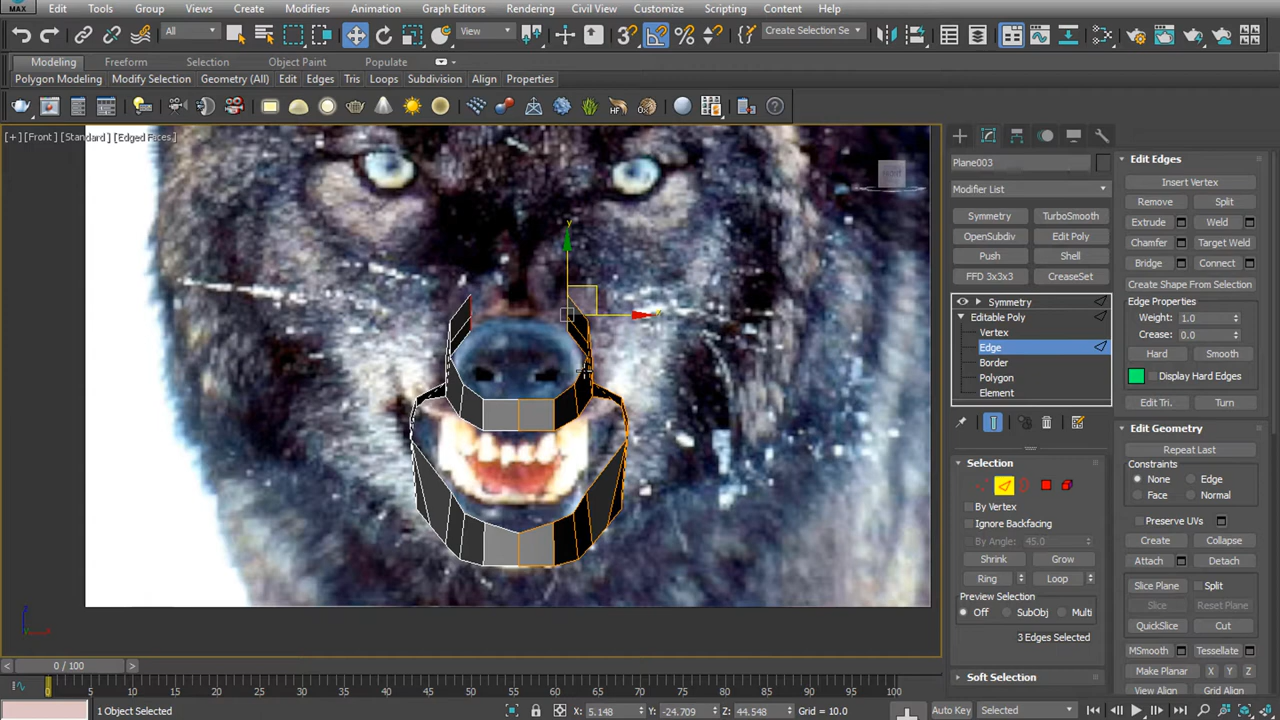 MAX Edit Tools Group Views Create Modifiers Animation Graph Editors Rendering Civil View Customize Scripting Content Help
All View 3 Create Selection Se
Modeling Freeform Selection Object Paint Populate
Polygon Modeling Modify Selection Geometry (All) Edit Edges Tris Loops Subdivision Align Properties
[+] [Front] [Standard] [Edged Faces]
y
x
Plane003
Modifier List
Symmetry TurboSmooth
OpenSubdiv Edit Poly
Push Shell
FFD 3x3x3 CreaseSet
Symmetry
Editable Poly
Vertex
Edge
Border
Polygon
Element
Selection
By Vertex
Ignore Backfacing
By Angle: 45.0
Shrink Grow
Ring Loop
Preview Selection
Off SubObj Multi
3 Edges Selected
Soft Selection
Edit Edges
Insert Vertex
Remove Split
Extrude Weld
Chamfer Target Weld
Bridge Connect
Create Shape From Selection
Edge Properties
Weight: 1.0
Crease: 0.0
Hard Smooth
Display Hard Edges
Edit Tri. Turn
Edit Geometry
Repeat Last
Constraints
None Edge
Face Normal
Preserve UVs
Create Collapse
Attach Detach
Slice Plane Split
Slice Reset Plane
QuickSlice Cut
MSmooth Tessellate
Make Planar X Y Z
View Align Grid Align
< 0 / 100 >
0 5 10 15 20 25 30 35 40 45 50 55 60 65 70 75 80 85 90 95 100
1 Object Selected X: 5.148 Y: -24.709 Z: 44.548 Grid = 10.0 Auto Key Selected